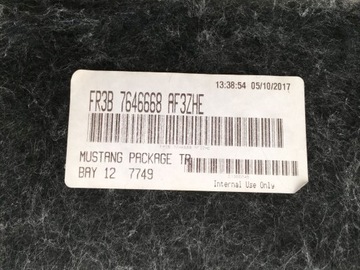 13:38:54 05/10/2017
FR3B 7646668 AF3ZHE
MUSTANG PACKAGE TR
BAY 12 7749
Internal Use Only